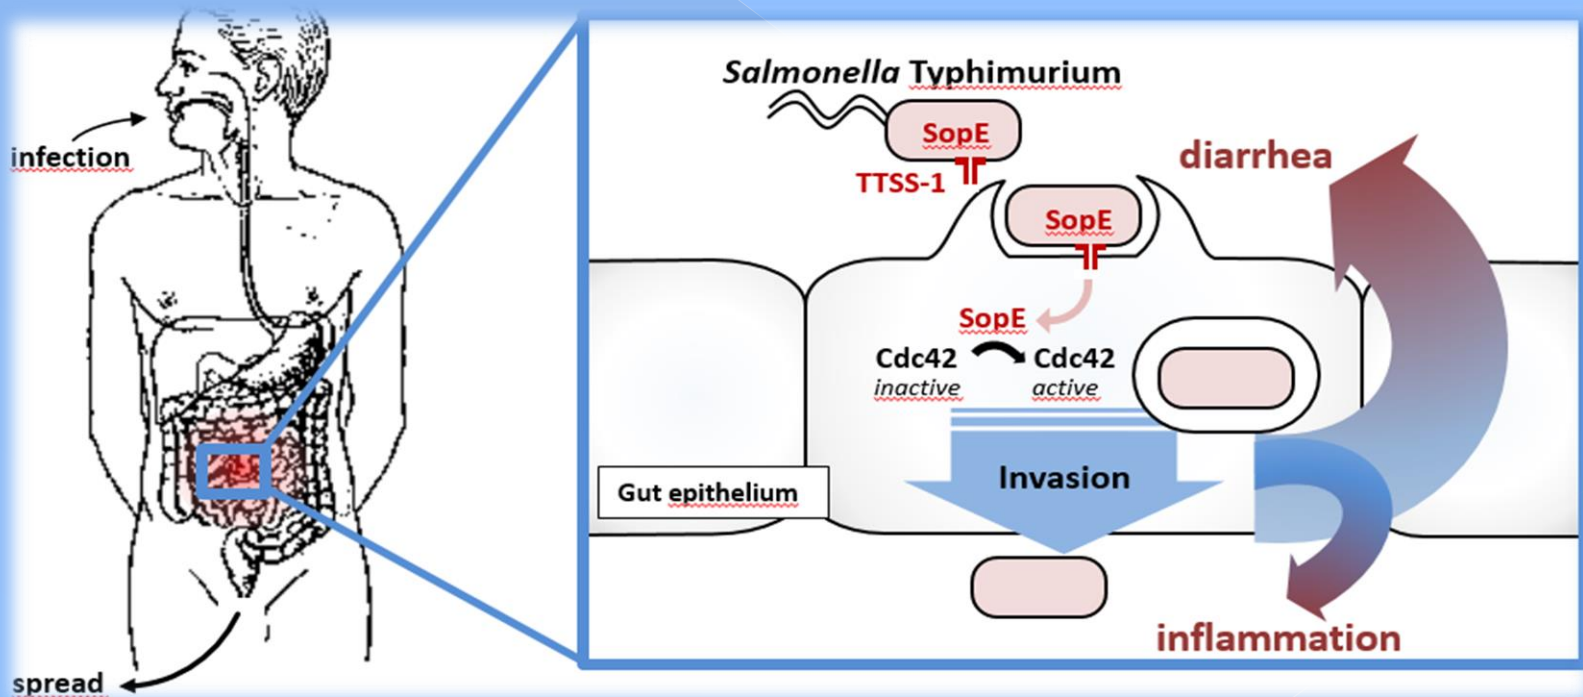 infection
spread
Salmonella Typhimurium
SopE
TTSS-1
diarrhea
SopE
SopE
Cdc42 Cdc42
inactive active
Invasion
Gut epithelium
inflammation